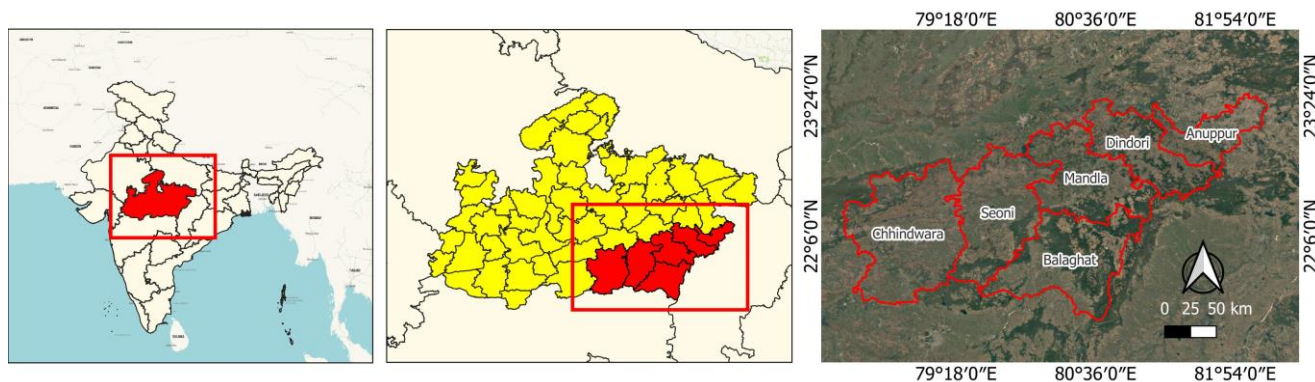 79°18′0″E 80°36′0″E 81°54′0″E
23°24′0″N
23°24′0″N
Anuppur
Dindori
Mandla
Seoni
Chhindwara
Balaghat
22°6′0″N
22°6′0″N
0 25 50 km
79°18′0″E 80°36′0″E 81°54′0″E